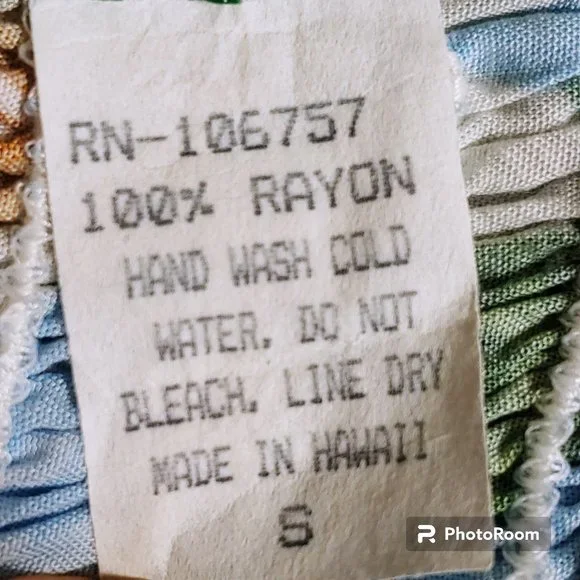 RN-106757
100% RAYON
HAND WASH COLD
WATER. DO NOT
BLEACH. LINE DRY
MADE IN HAWAII
S
PhotoRoom